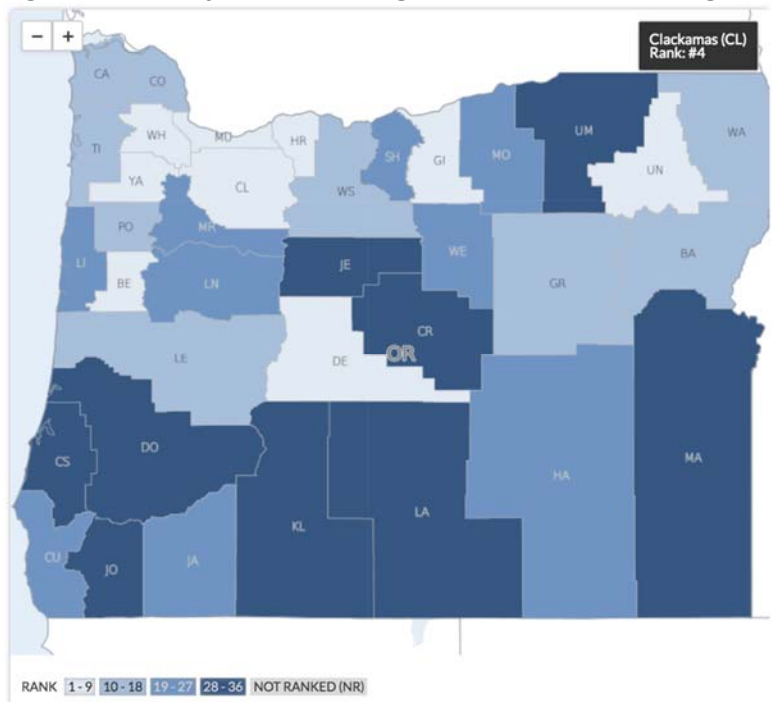 − +
Clackamas (CL)
Rank: #4
CA CO
WH MU HR
TI YA CL WS SH GI MO UM UN WA
PO MR
LI BE LN JE WE GR BA
CR
LE DE OR
CS DO
KL LA HA MA
CU JO JA
RANK 1 - 9 10 - 18 19 - 27 28 - 36 NOT RANKED (NR)